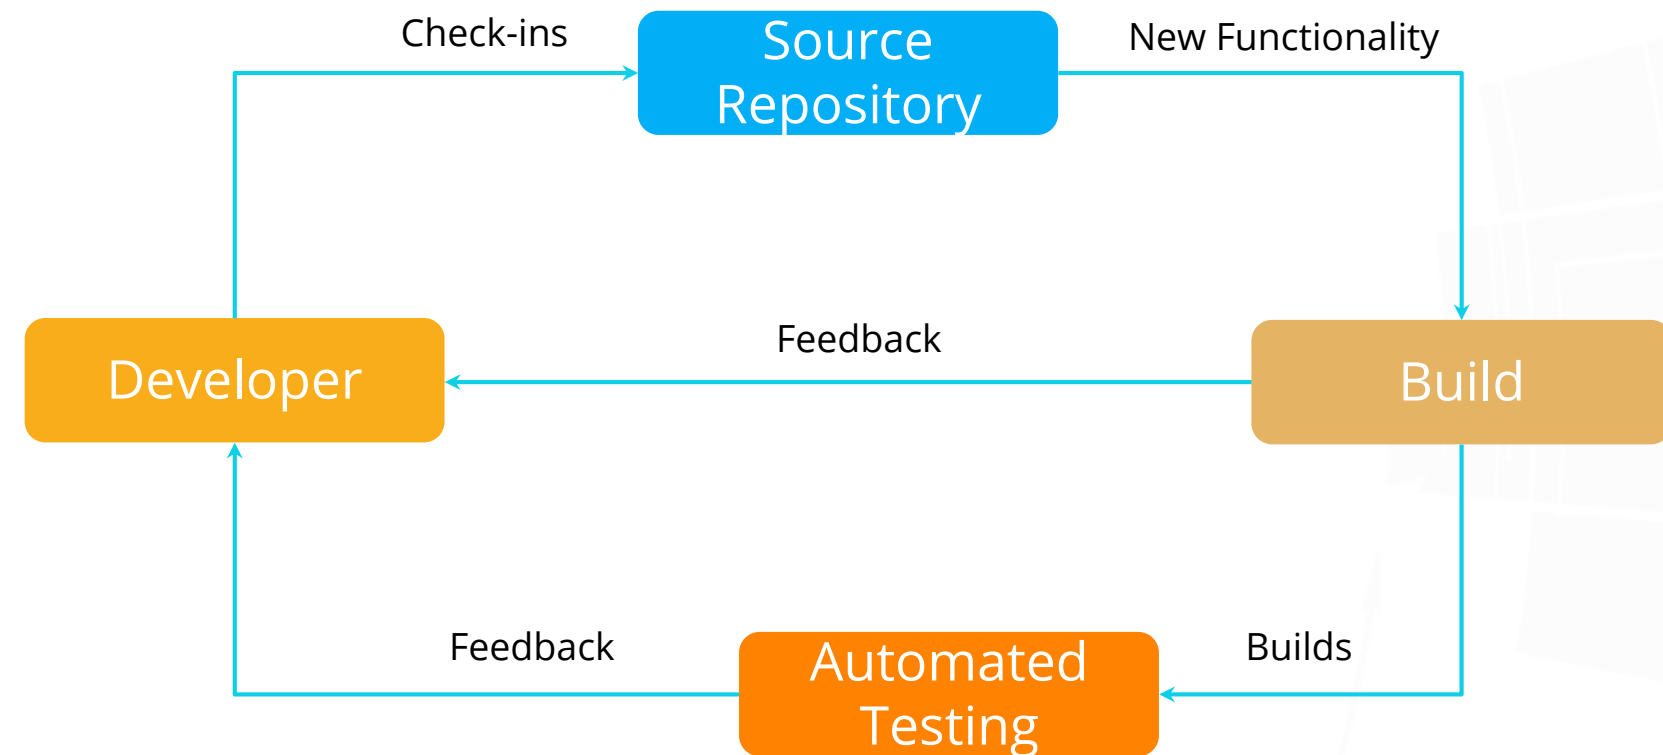 Check-ins
Source
Repository
New Functionality
Developer
Feedback
Build
Feedback
Automated
Testing
Builds